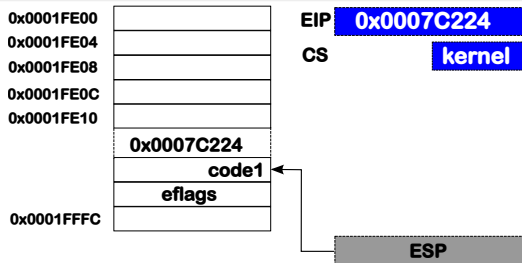 0x0001FE00
0x0001FE04
0x0001FE08
0x0001FE0C
0x0001FE10
0x0007C224
code1
eflags
0x0001FFFC
EIP 0x0007C224
CS kernel
ESP